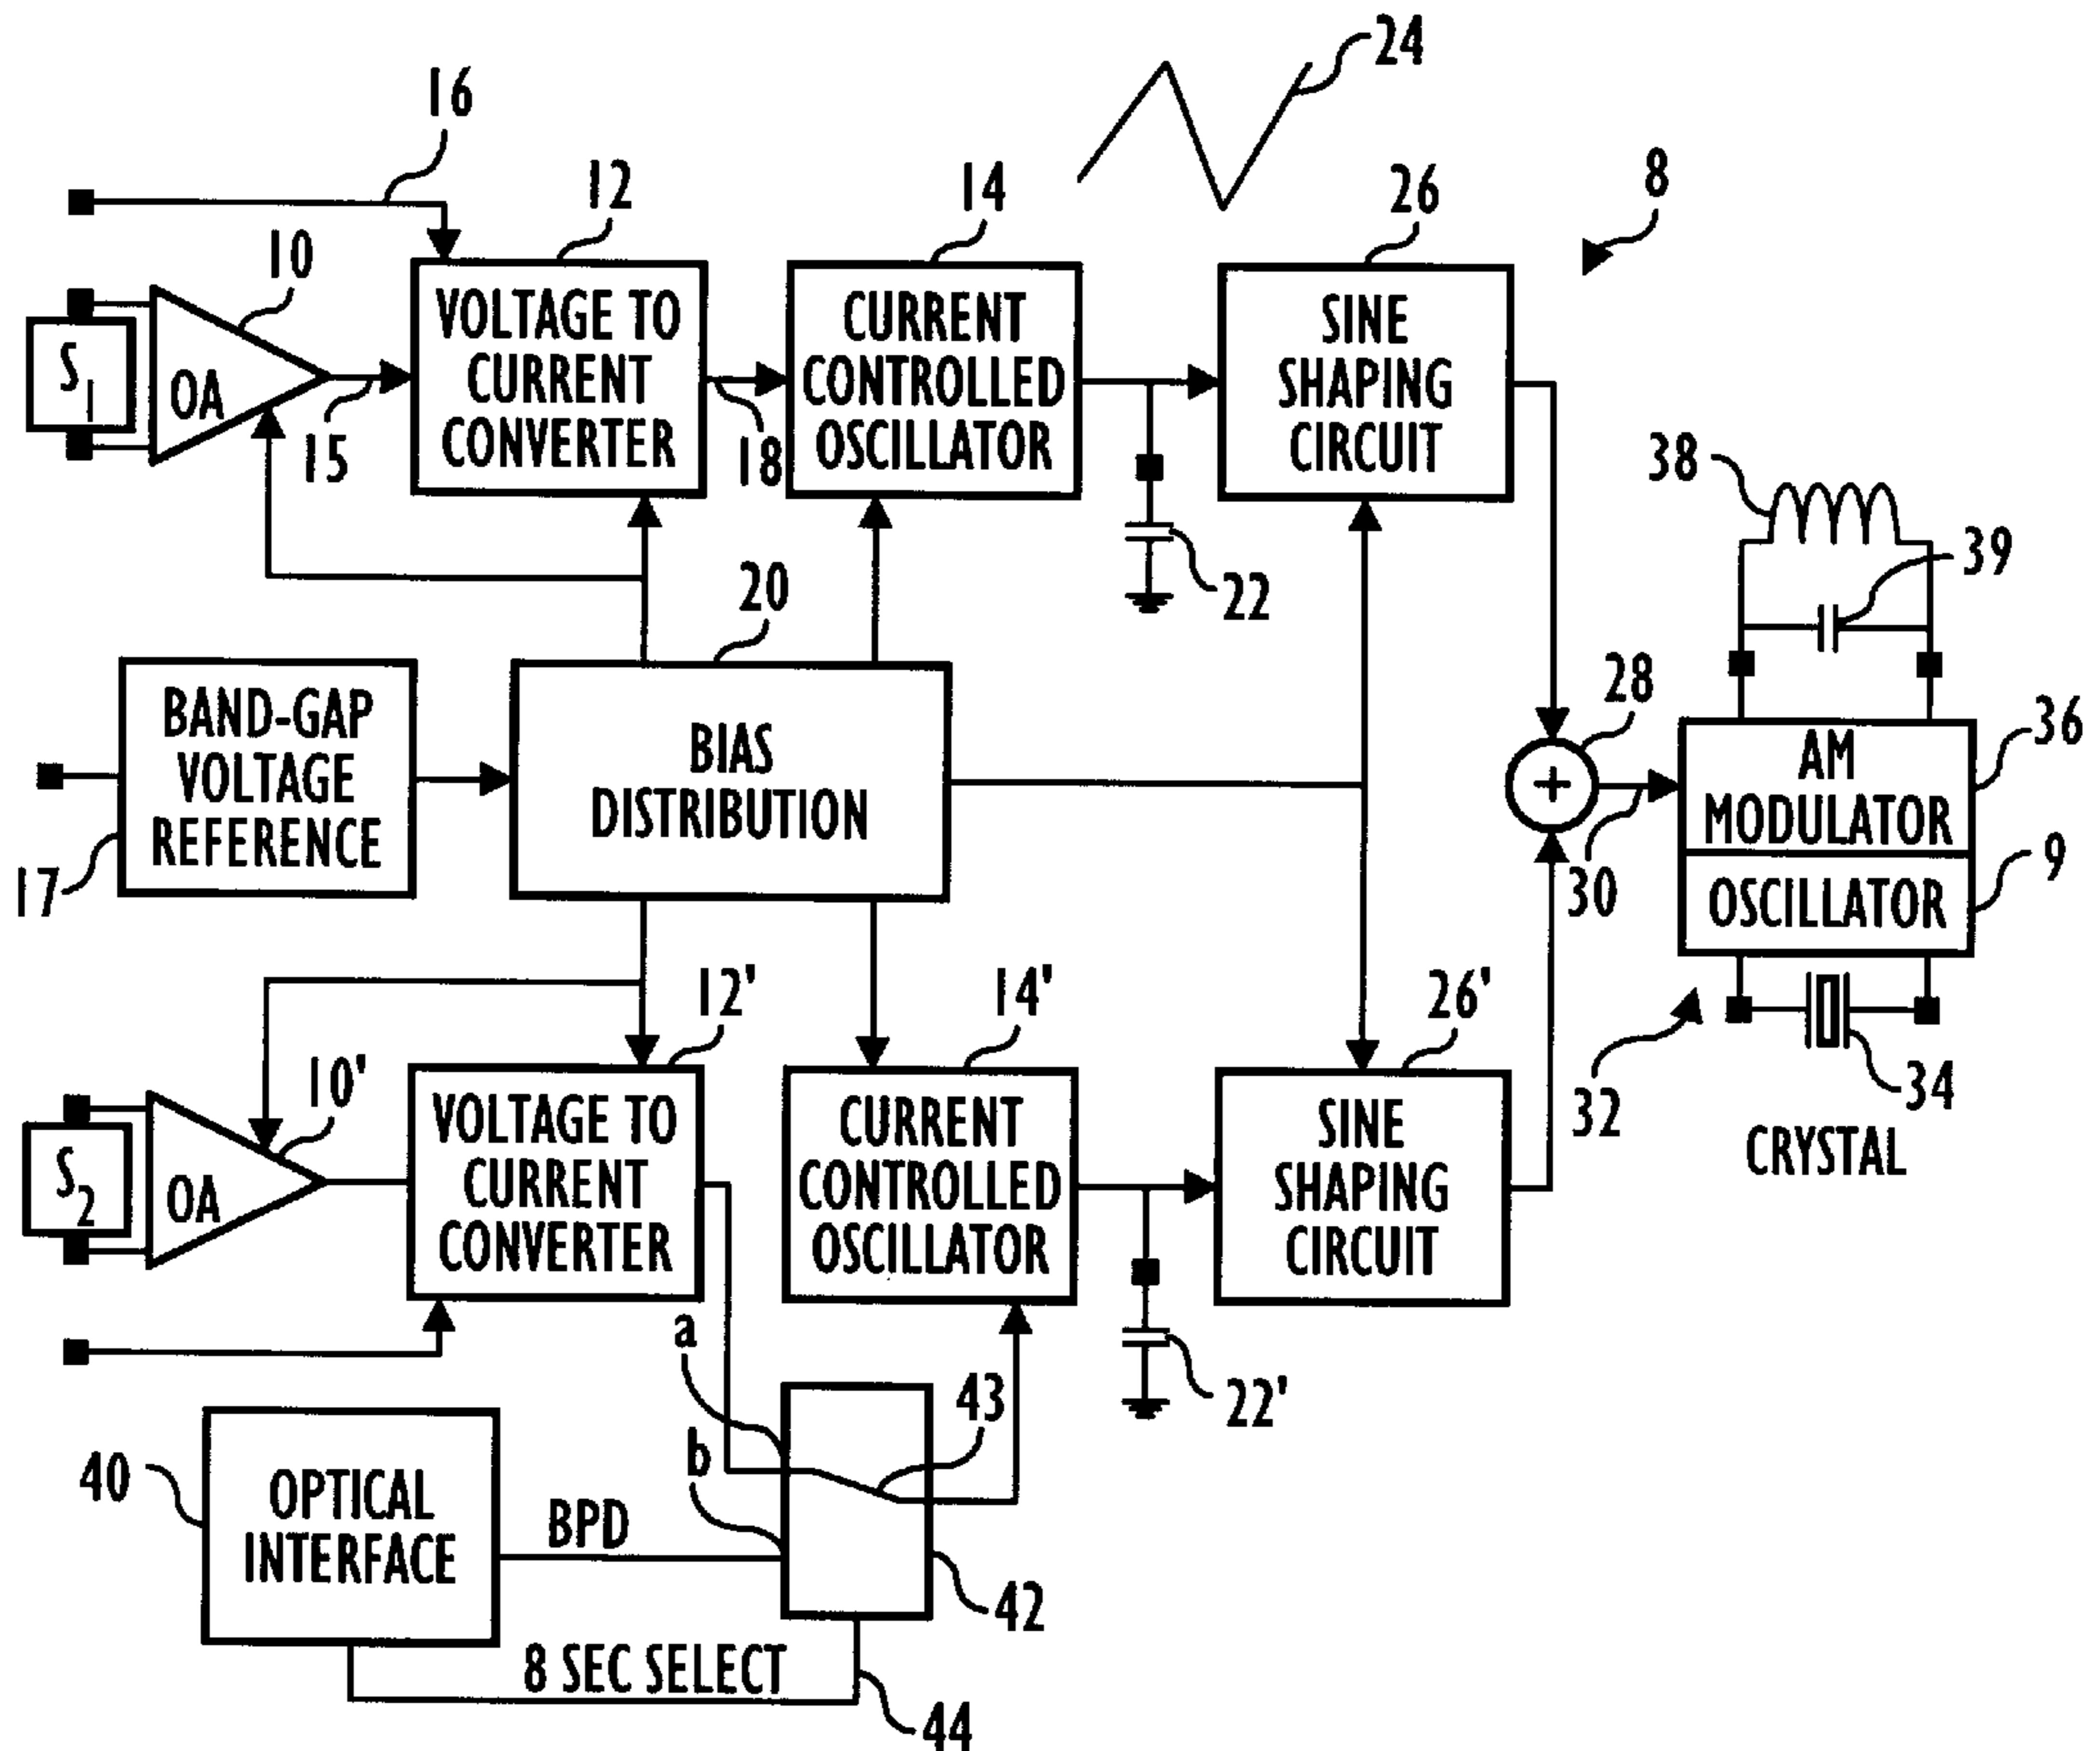 24
16
12
14
26
8
10
VOLTAGE TO
CURRENT
CONVERTER
CURRENT
CONTROLLED
OSCILLATOR
SINE
SHAPING
CIRCUIT
S1
OA
15
18
38
39
22
20
28
BAND-GAP
VOLTAGE
REFERENCE
BIAS
DISTRIBUTION
+
AM
MODULATOR
36
OSCILLATOR
9
17
30
12'
14'
26'
10'
32
34
CRYSTAL
VOLTAGE TO
CURRENT
CONVERTER
CURRENT
CONTROLLED
OSCILLATOR
SINE
SHAPING
CIRCUIT
S2
OA
a
43
22'
b
40
OPTICAL
INTERFACE
BPD
42
8 SEC SELECT
44